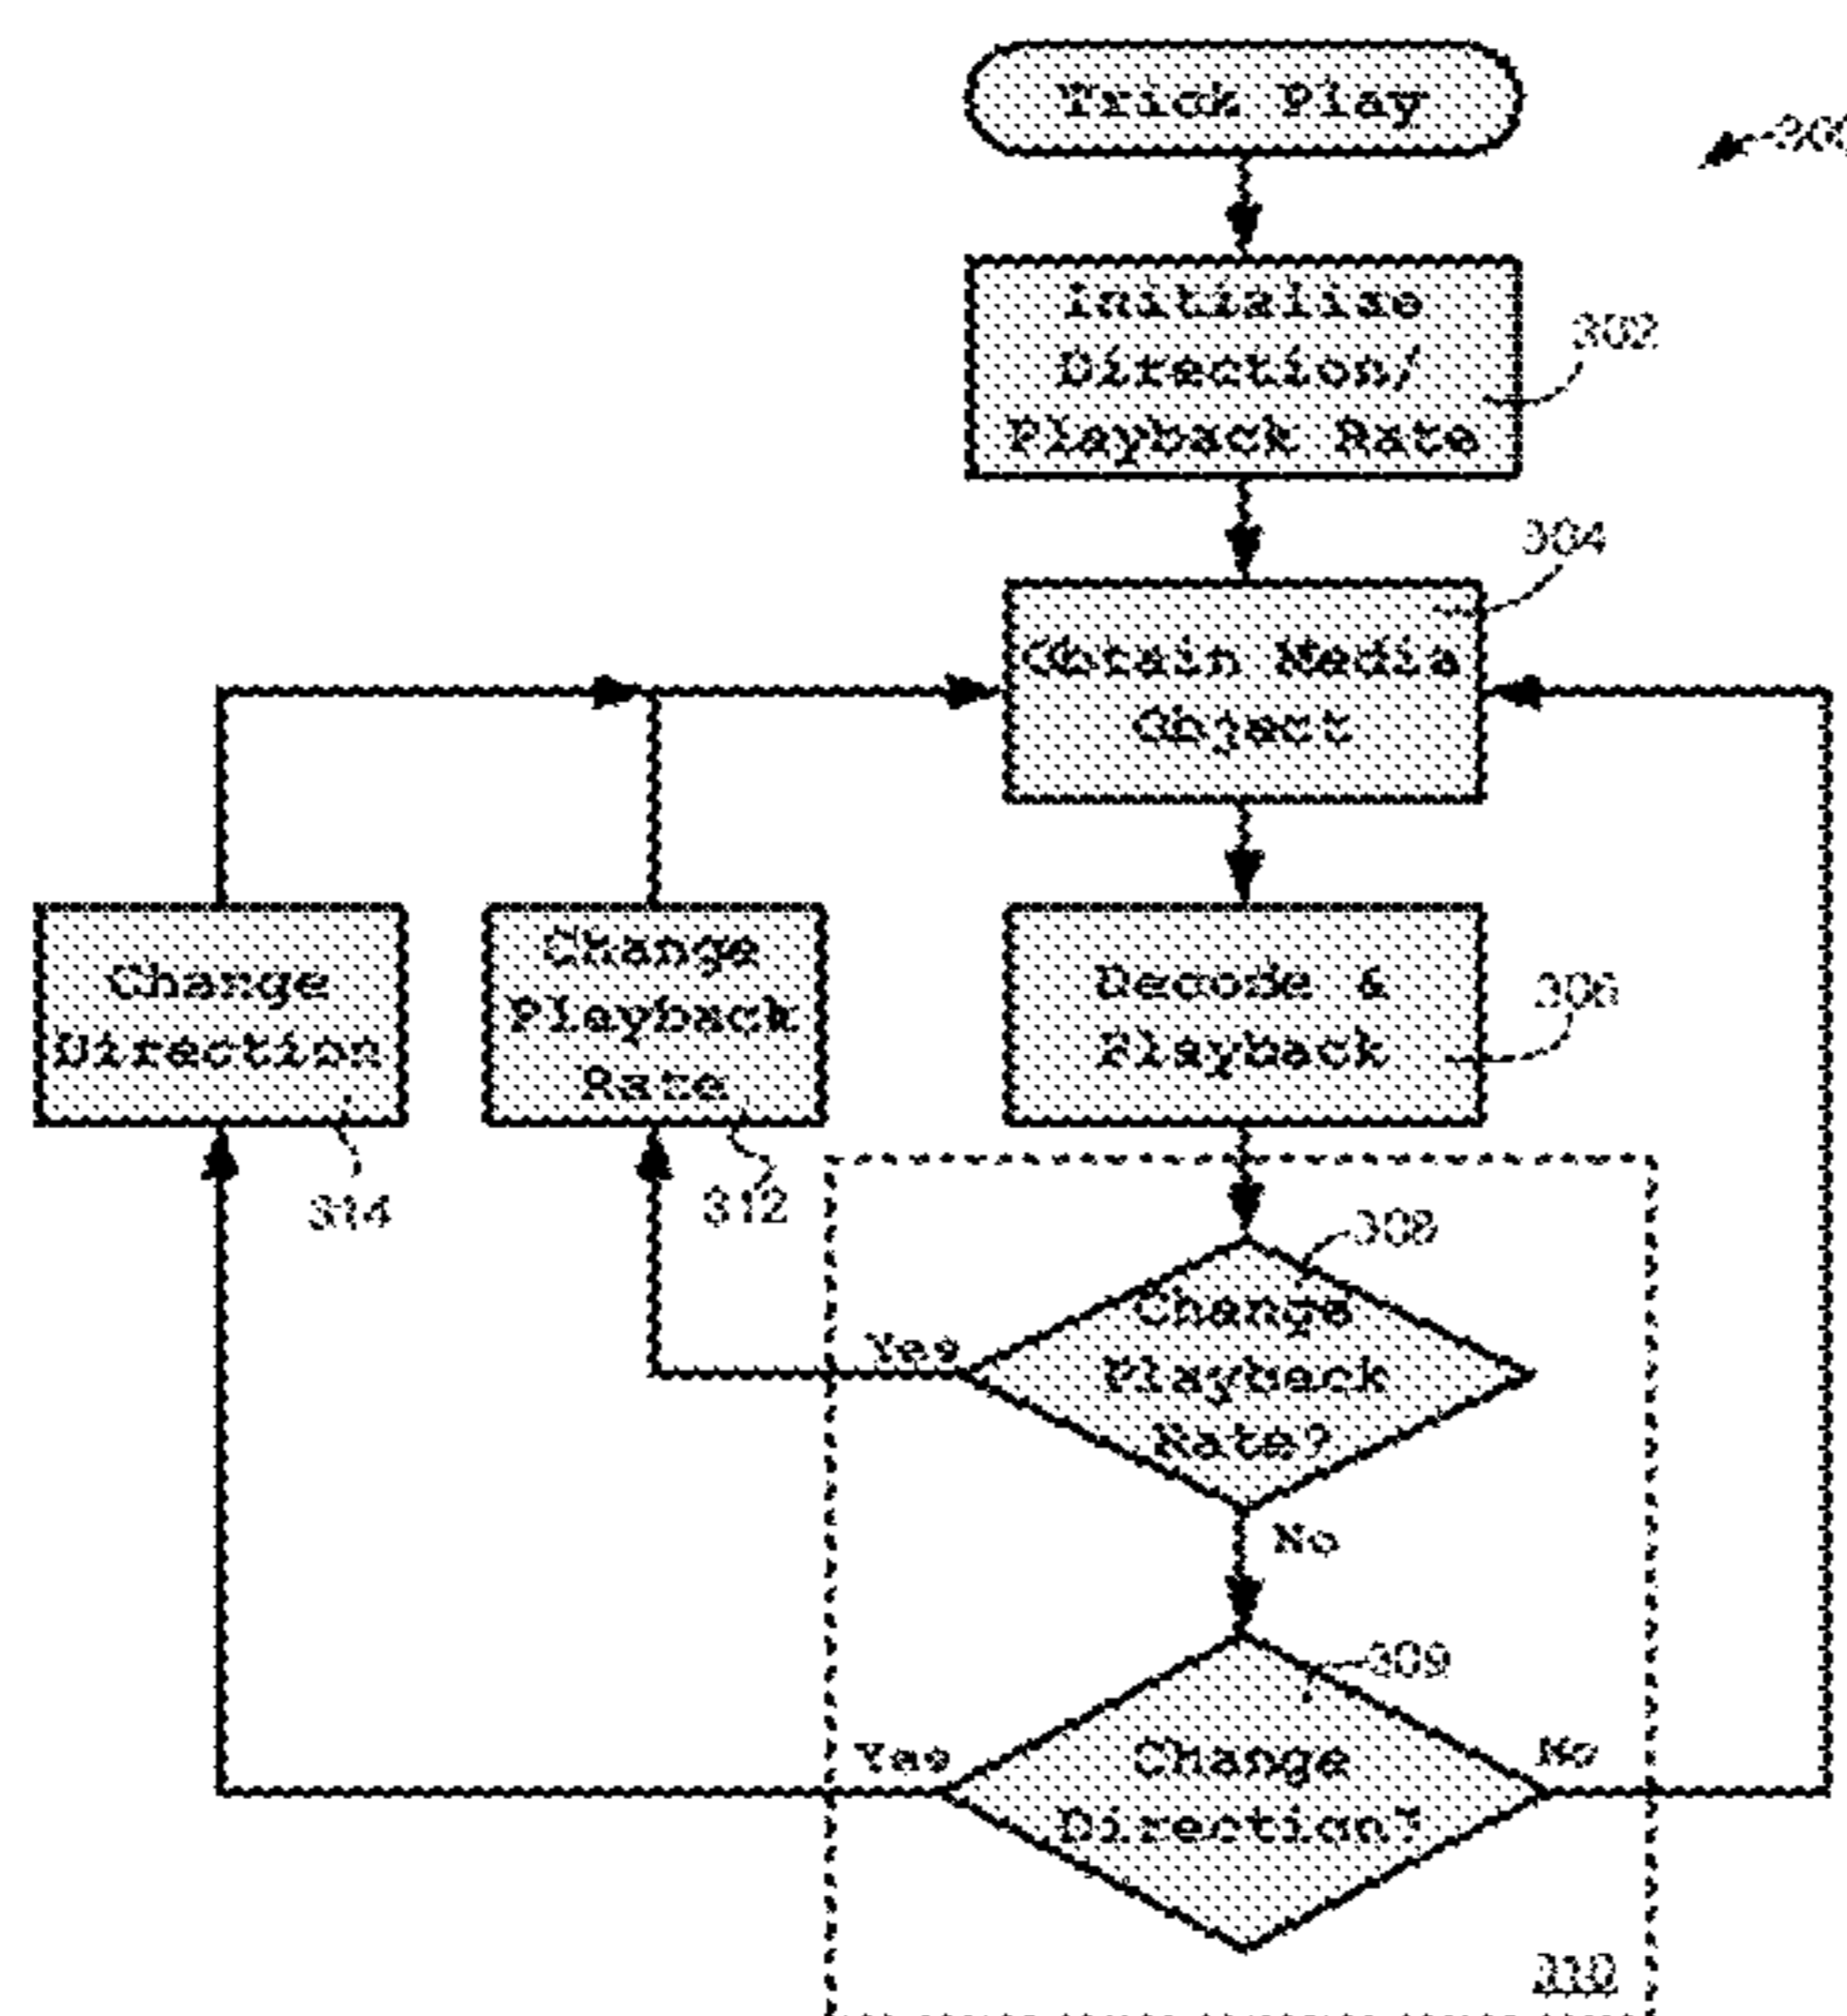 Trick Play
300
Initialise
Direction/
Playback Rate
302
304
Obtain Media
Object
Change
Direction
Change
Playback
Rate
Decode &
Playback
306
314
312
308
Change
Playback
Rate?
Yes
No
309
Change
Direction?
Yes
No
310